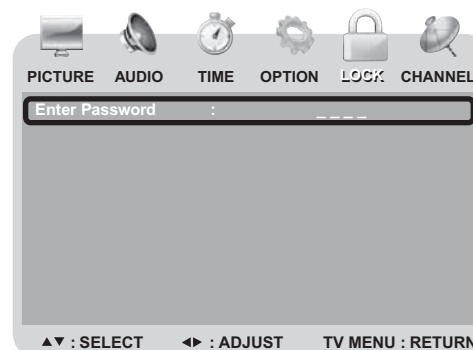 PICTURE AUDIO TIME OPTION LOCK CHANNEL
Enter Password : _ _ _ _
▲▼ : SELECT ◀▶ : ADJUST TV MENU : RETURN